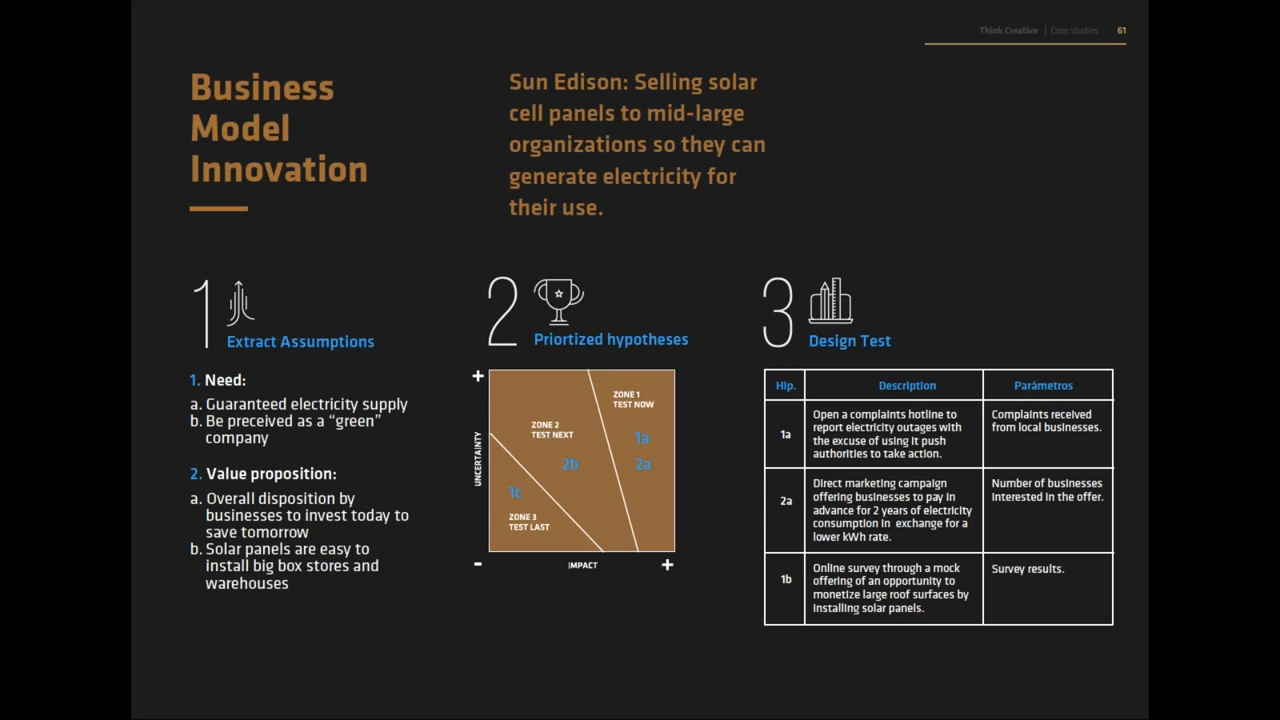 Think Creative | Case studies 61
Business
Model
Innovation
Sun Edison: Selling solar
cell panels to mid-large
organizations so they can
generate electricity for
their use.
1
Extract Assumptions
1. Need:
a. Guaranteed electricity supply
b. Be preceived as a “green”
company
2. Value proposition:
a. Overall disposition by
businesses to invest today to
save tomorrow
b. Solar panels are easy to
install big box stores and
warehouses
2
Priortized hypotheses
+
UNCERTAINTY
ZONE 1
TEST NOW
1a
2a
ZONE 2
TEST NEXT
2b
1c
ZONE 3
TEST LAST
- IMPACT +
3
Design Test
Hip. Description Parámetros
1a
Open a complaints hotline to
report electricity outages with
the excuse of using it push
authorities to take action.
Complaints received
from local businesses.
2a
Direct marketing campaign
offering businesses to pay in
advance for 2 years of electricity
consumption in exchange for a
lower kWh rate.
Number of businesses
interested in the offer.
1b
Online survey through a mock
offering of an opportunity to
monetize large roof surfaces by
installing solar panels.
Survey results.